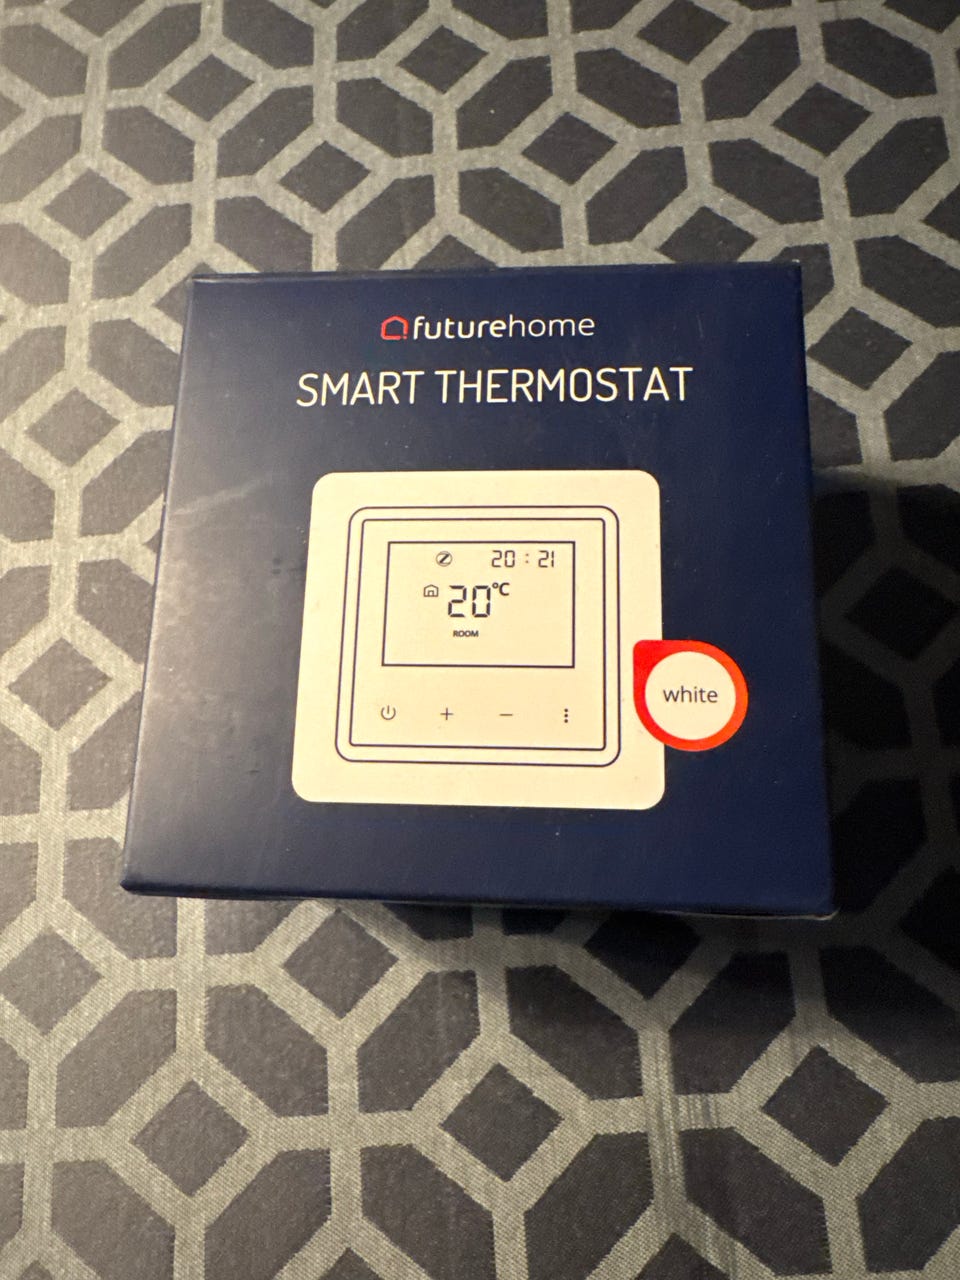 futurehome
SMART THERMOSTAT
20 : 21
20°C
ROOM
white